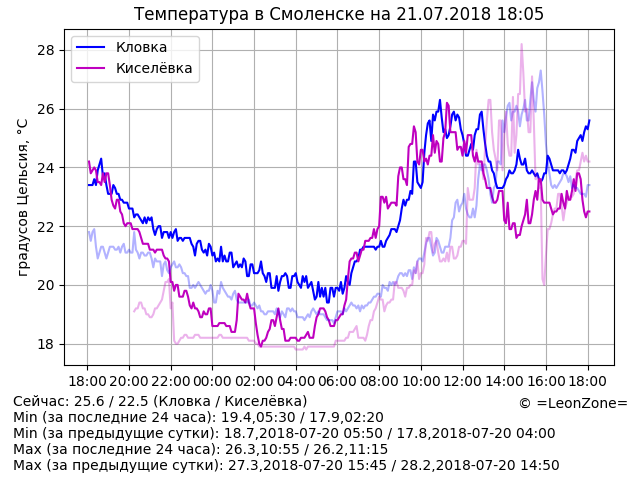 Температура в Смоленске на 21.07.2018 18:05
Кловка
Киселёвка
градусов Цельсия, °C
28
26
24
22
20
18
18:00 20:00 22:00 00:00 02:00 04:00 06:00 08:00 10:00 12:00 14:00 16:00 18:00
Сейчас: 25.6 / 22.5 (Кловка / Киселёвка)
© =LeonZone=
Min (за последние 24 часа): 19.4,05:30 / 17.9,02:20
Min (за предыдущие сутки): 18.7,2018-07-20 05:50 / 17.8,2018-07-20 04:00
Max (за последние 24 часа): 26.3,10:55 / 26.2,11:15
Max (за предыдущие сутки): 27.3,2018-07-20 15:45 / 28.2,2018-07-20 14:50